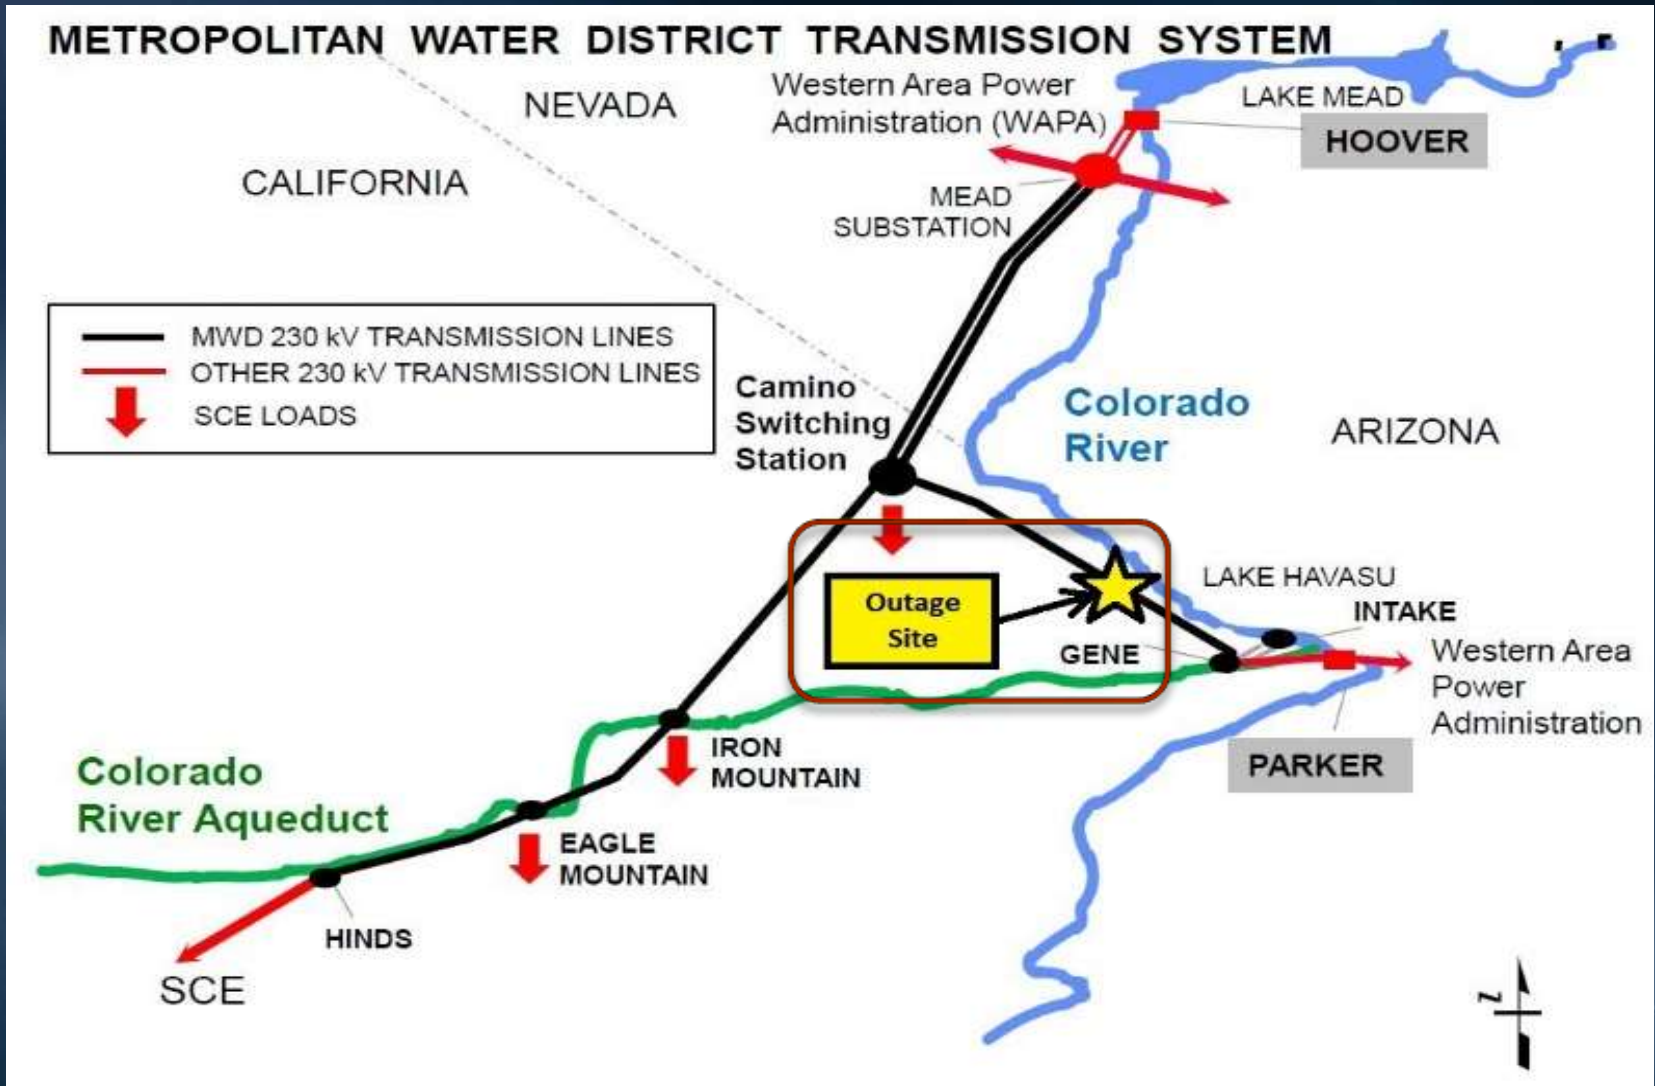 METROPOLITAN WATER DISTRICT TRANSMISSION SYSTEM
NEVADA
Western Area Power
Administration (WAPA)
LAKE MEAD
HOOVER
CALIFORNIA
MEAD
SUBSTATION
MWD 230 kV TRANSMISSION LINES
OTHER 230 kV TRANSMISSION LINES
SCE LOADS
Camino
Switching
Station
Colorado
River
ARIZONA
Outage
Site
LAKE HAVASU
INTAKE
GENE
Western Area
Power
Administration
PARKER
IRON
MOUNTAIN
Colorado
River Aqueduct
EAGLE
MOUNTAIN
HINDS
SCE
N